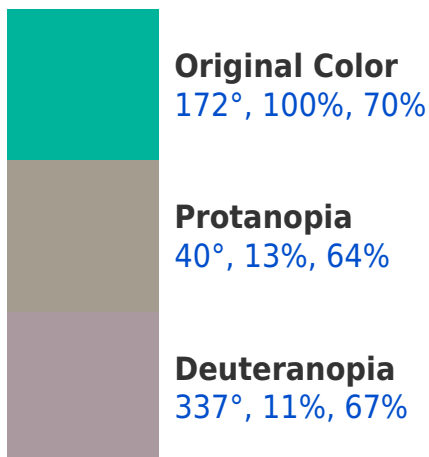 Original Color
172°, 100%, 70%
Protanopia
40°, 13%, 64%
Deuteranopia
337°, 11%, 67%